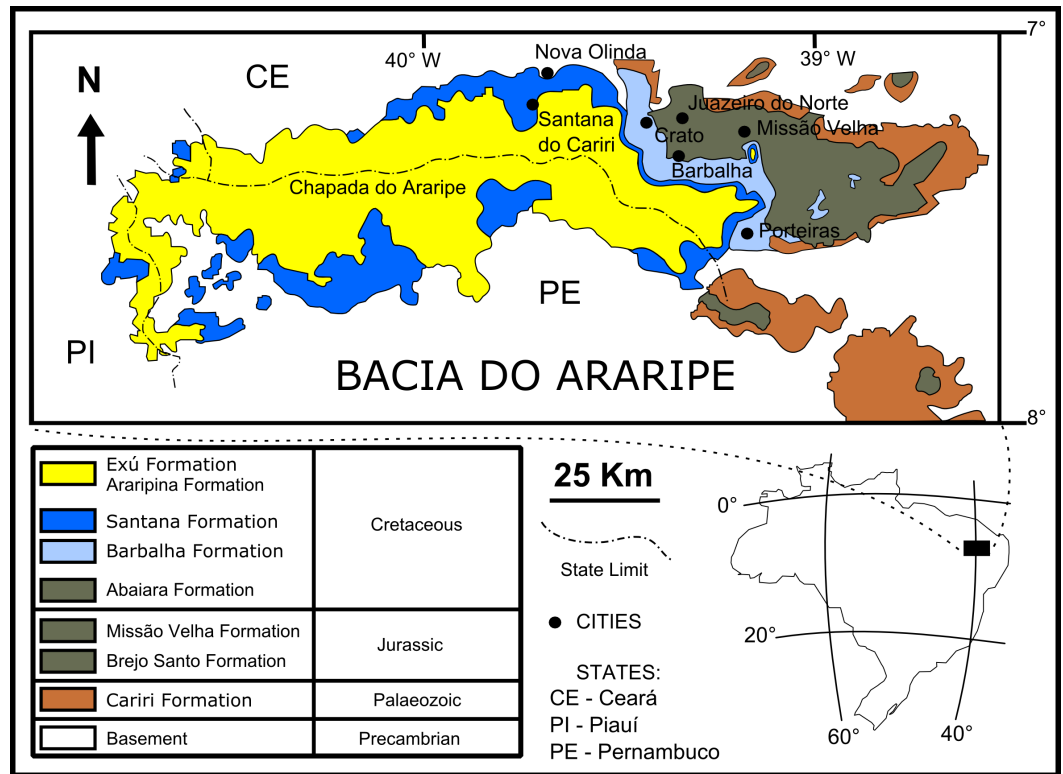 7°
40° W
39° W
Nova Olinda
CE
N
Juazeiro do Norte
Santana
do Cariri
Crato
Missão Velha
Barbalha
Chapada do Araripe
Porteiras
PE
PI
BACIA DO ARARIPE
8°
Exú Formation
Araripina Formation
Santana Formation
Barbalha Formation
Abaiara Formation
Cretaceous
Missão Velha Formation
Brejo Santo Formation
Jurassic
Cariri Formation
Palaeozoic
Basement
Precambrian
25 Km
State Limit
CITIES
STATES:
CE - Ceará
PI - Piauí
PE - Pernambuco
0°
20°
60°
40°